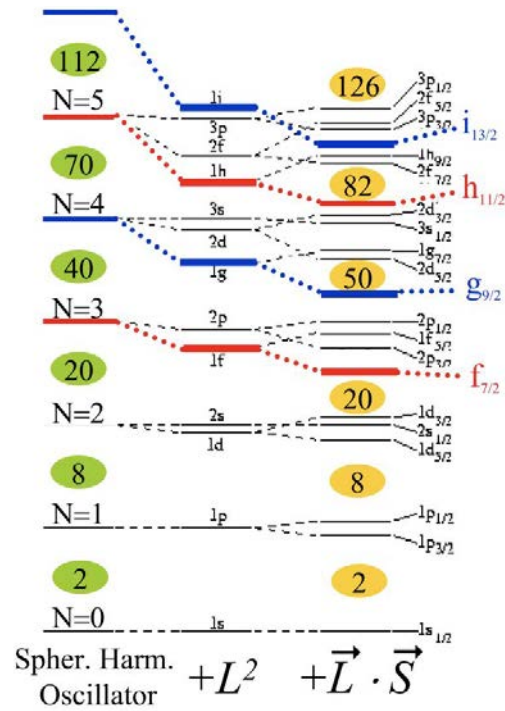 112
126
3p1/2
2f5/2
1i
3p
3p3/2
N=5
i13/2
2f
1h9/2
1h
2f7/2
70
82
h11/2
N=4
3s
2d3/2
3s1/2
2d
1g7/2
1g
2d5/2
40
50
g9/2
N=3
2p
2p1/2
1f5/2
1f
2p3/2
f7/2
20
20
N=2
2s
1d3/2
2s1/2
1d
1d5/2
8
8
N=1
1p
1p1/2
1p3/2
2
2
N=0
1s
1s1/2
Spher. Harm.
Oscillator
+L²
+L⃗ · S⃗